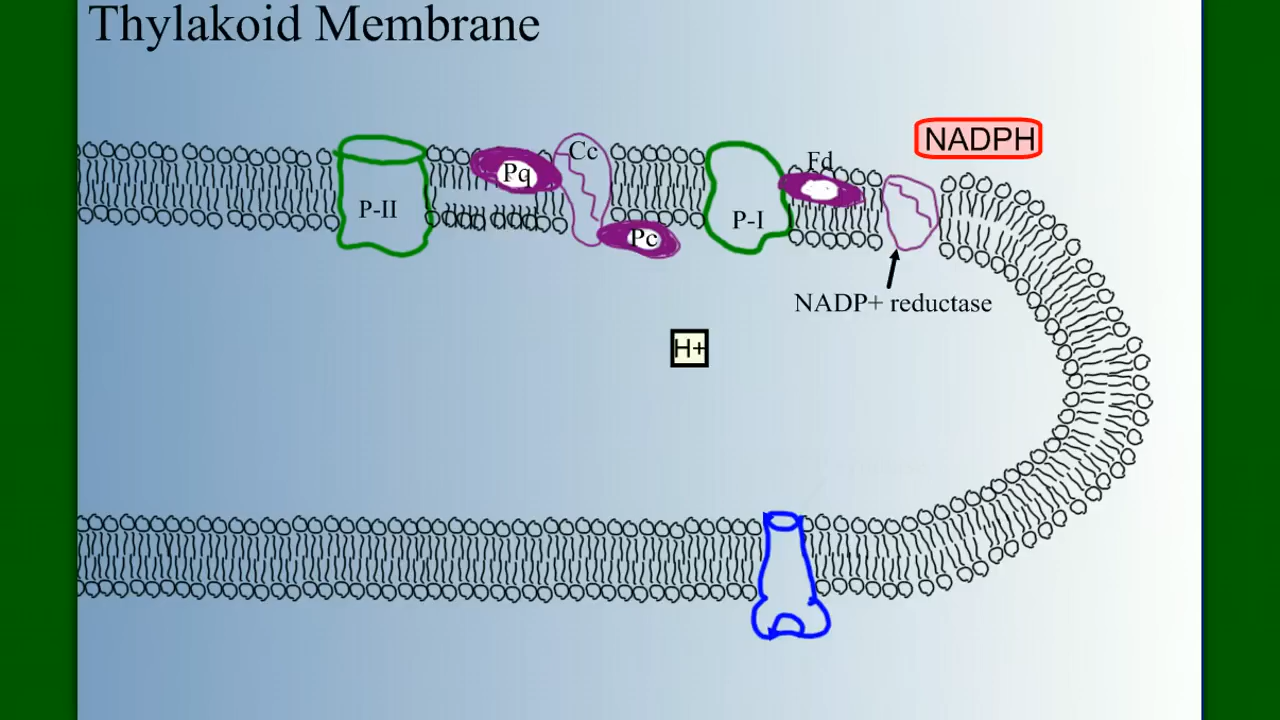 Thylakoid Membrane
NADPH
Cc
Fd
Pq
P-II
P-I
Pc
NADP+ reductase
H+